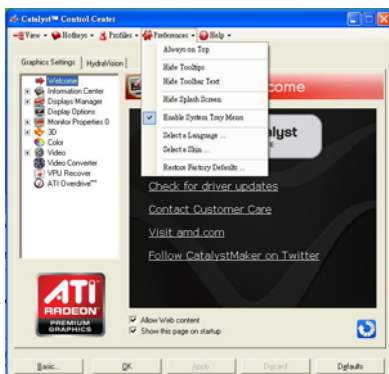 Catalyst™ Control Center
View Hotkeys Profiles Preferences Help
Always on Top
Hide Tooltips
Hide Toolbar Text
Hide Splash Screen
Enable System Tray Menu
Select a Language ...
Select a Skin ...
Restore Factory Defaults ...
Graphics Settings HydraVision
Welcome
Information Center
Displays Manager
Display Options
Monitor Properties 0
3D
Color
Video
Video Converter
VPU Recover
ATI Overdrive™
come
alyst
Check for driver updates
Contact Customer Care
Visit amd.com
Follow CatalystMaker on Twitter
ATI
RADEON
PREMIUM
GRAPHICS
Allow Web content
Show this page on startup
Basic...
OK
Apply
Discard
Defaults